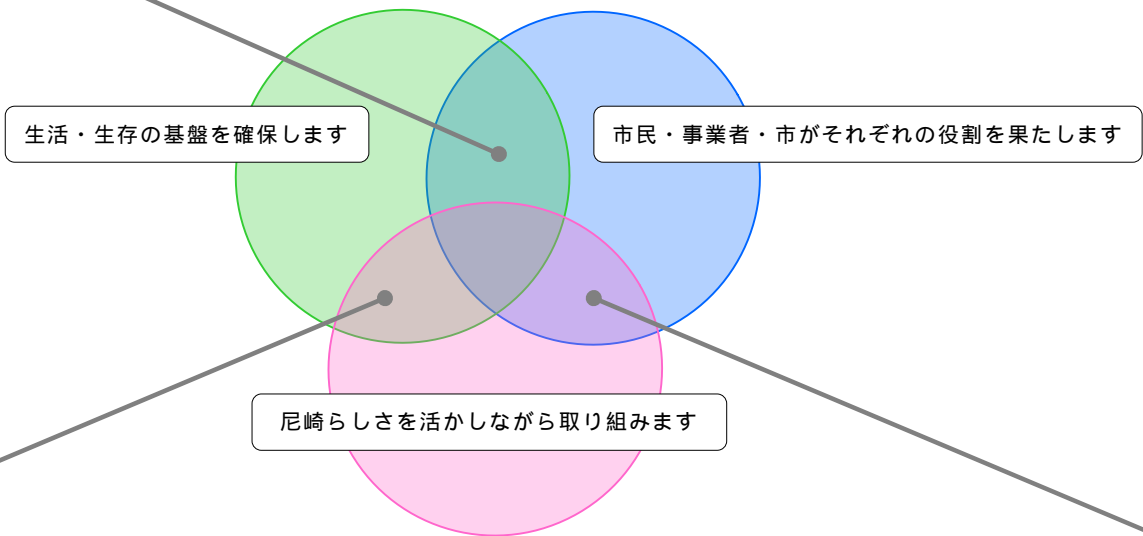 生活・生存の基盤を確保します
市民・事業者・市がそれぞれの役割を果たします
尼崎らしさを活かしながら取り組みます